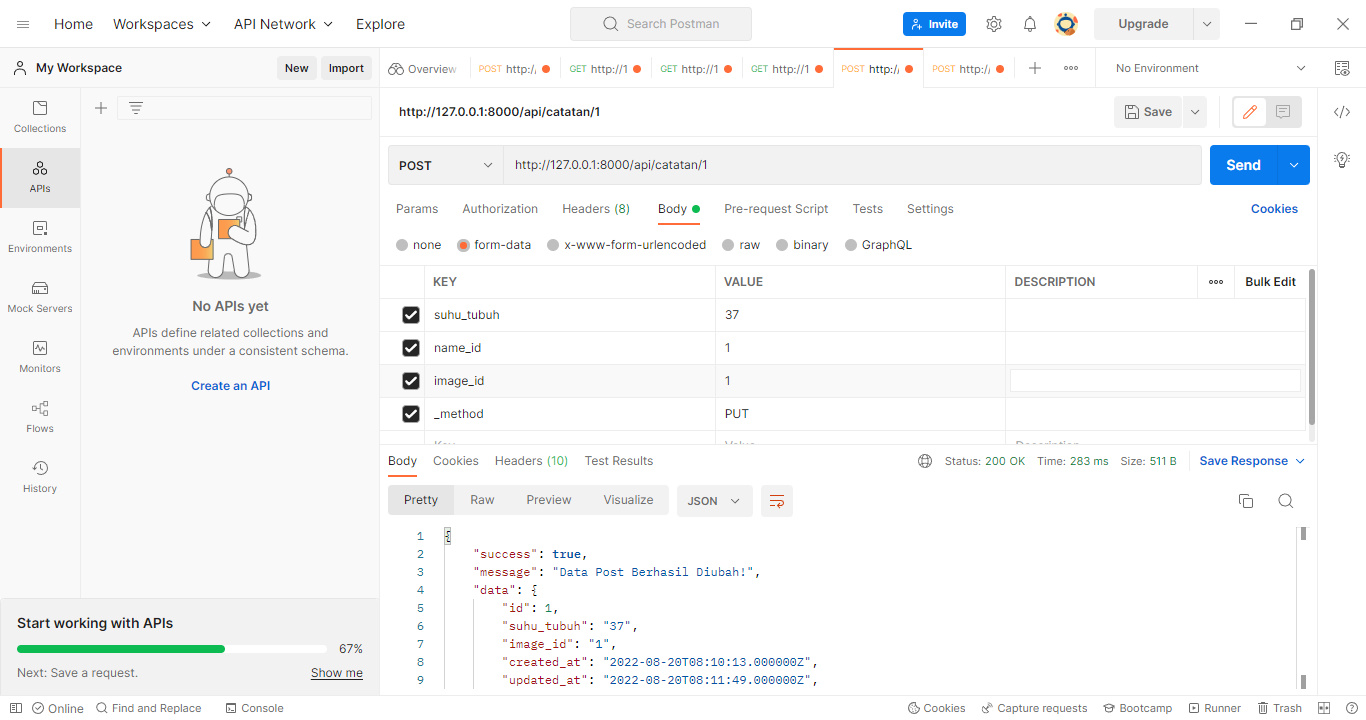 Home Workspaces API Network Explore Search Postman Invite Upgrade
My Workspace New Import Overview POST http:/ GET http://1 GET http://1 GET http://1 POST http:/ POST http:/ No Environment
Collections
APIs
Environments
Mock Servers
Monitors
Flows
History
No APIs yet
APIs define related collections and
environments under a consistent schema.
Create an API
Start working with APIs
67%
Next: Save a request. Show me
http://127.0.0.1:8000/api/catatan/1 Save
POST http://127.0.0.1:8000/api/catatan/1 Send
Params Authorization Headers (8) Body Pre-request Script Tests Settings Cookies
none form-data x-www-form-urlencoded raw binary GraphQL
KEY VALUE DESCRIPTION Bulk Edit
suhu_tubuh 37
name_id 1
image_id 1
_method PUT
Key Value Description
Body Cookies Headers (10) Test Results Status: 200 OK Time: 283 ms Size: 511 B Save Response
Pretty Raw Preview Visualize JSON
1 {
2 "success": true,
3 "message": "Data Post Berhasil Diubah!",
4 "data": {
5 "id": 1,
6 "suhu_tubuh": "37",
7 "image_id": "1",
8 "created_at": "2022-08-20T08:10:13.000000Z",
9 "updated_at": "2022-08-20T08:11:49.000000Z",
Online Find and Replace Console Cookies Capture requests Bootcamp Runner Trash